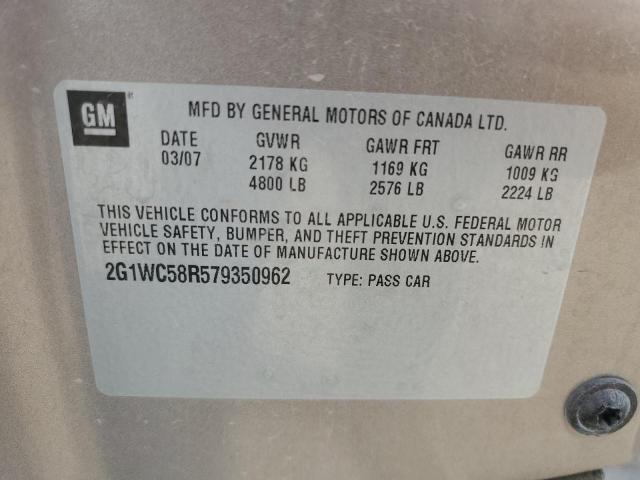 GM
MFD BY GENERAL MOTORS OF CANADA LTD.
DATE GVWR GAWR FRT GAWR RR
03/07 2178 KG 1169 KG 1009 KG
4800 LB 2576 LB 2224 LB
THIS VEHICLE CONFORMS TO ALL APPLICABLE U.S. FEDERAL MOTOR
VEHICLE SAFETY, BUMPER, AND THEFT PREVENTION STANDARDS IN
EFFECT ON THE DATE OF MANUFACTURE SHOWN ABOVE.
2G1WC58R579350962 TYPE: PASS CAR